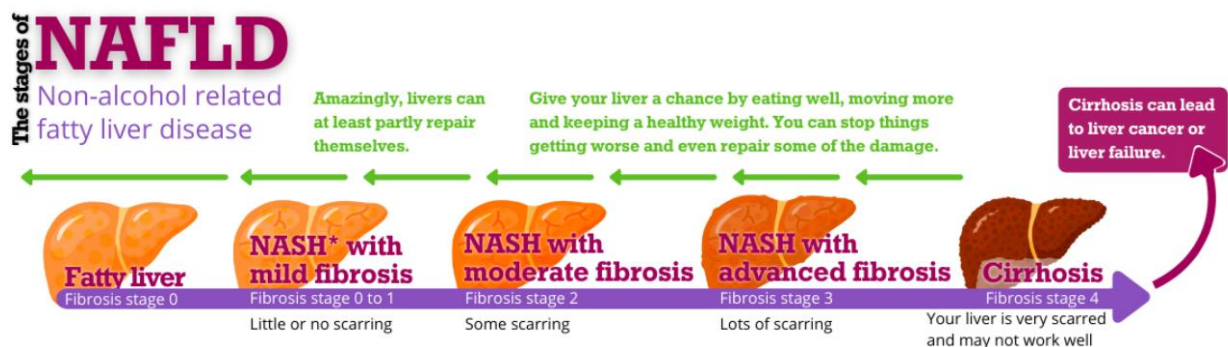 The stages of
NAFLD
Non-alcohol related
fatty liver disease
Amazingly, livers can
at least partly repair
themselves.
Give your liver a chance by eating well, moving more
and keeping a healthy weight. You can stop things
getting worse and even repair some of the damage.
Cirrhosis can lead
to liver cancer or
liver failure.
Fatty liver
Fibrosis stage 0
NASH* with
mild fibrosis
Fibrosis stage 0 to 1
Little or no scarring
NASH with
moderate fibrosis
Fibrosis stage 2
Some scarring
NASH with
advanced fibrosis
Fibrosis stage 3
Lots of scarring
Cirrhosis
Fibrosis stage 4
Your liver is very scarred
and may not work well